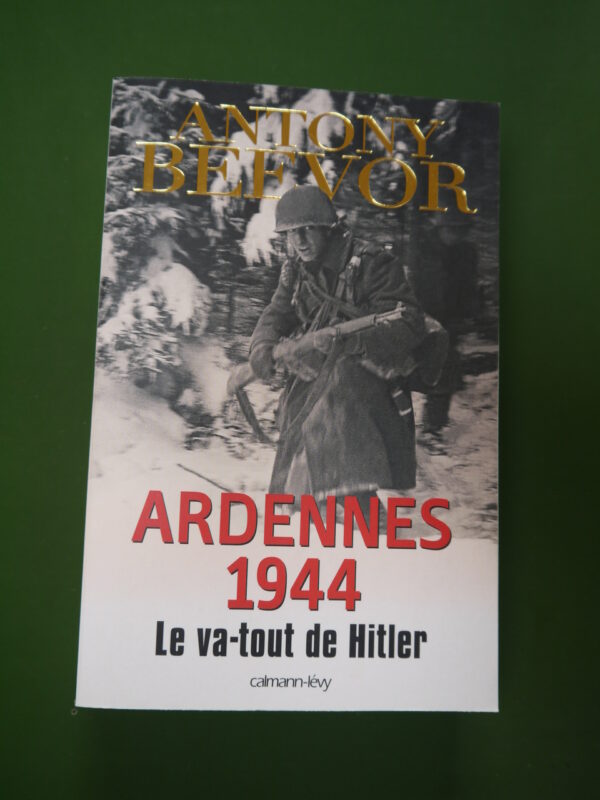 ANTONY
BEEVOR
ARDENNES
1944
Le va-tout de Hitler
calmann-lévy